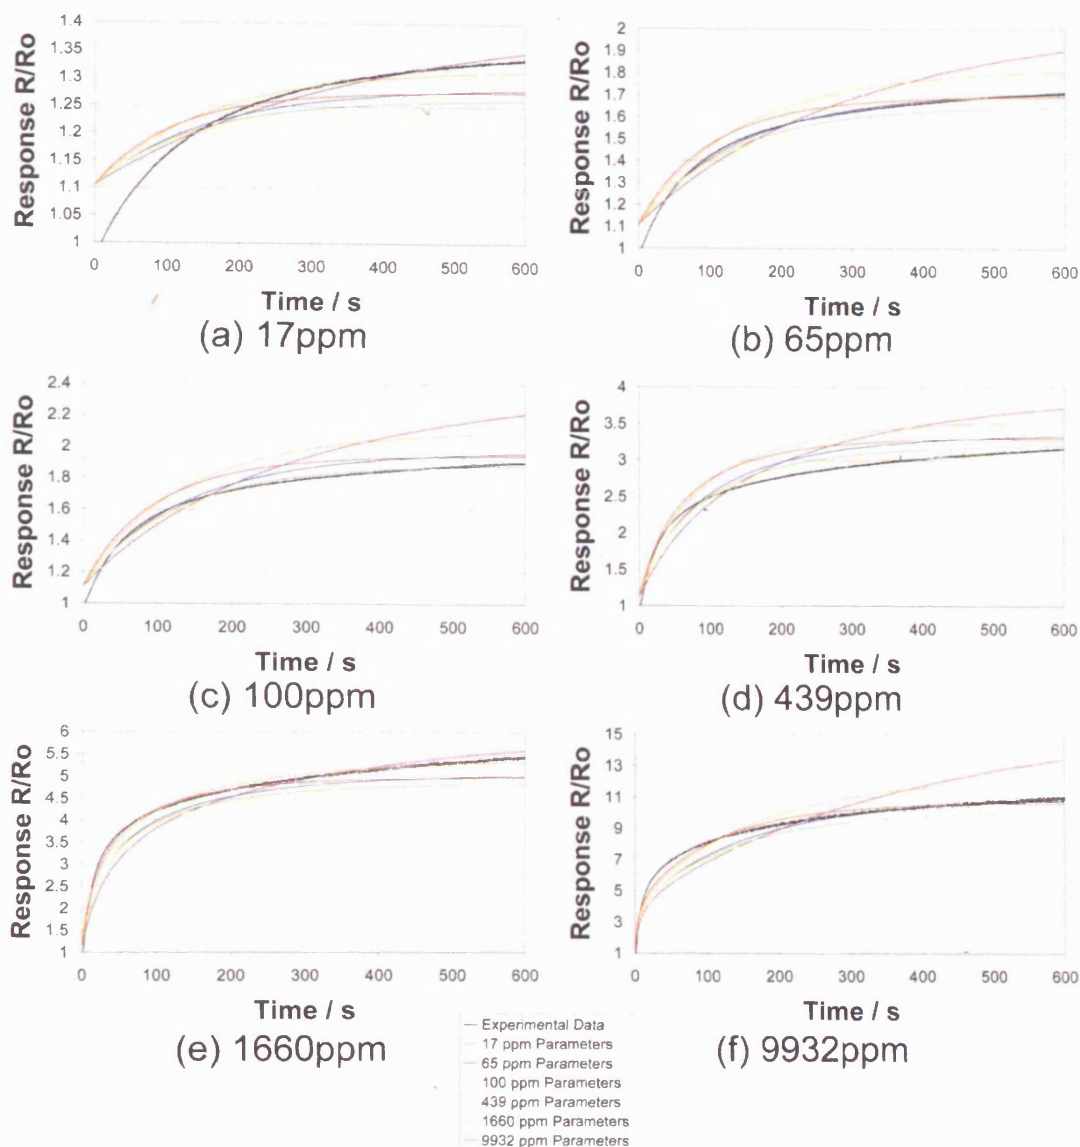 Response R/Ro
1.4
1.35
1.3
1.25
1.2
1.15
1.1
1.05
1
0 100 200 300 400 500 600
Time / s
(a) 17ppm
Response R/Ro
2
1.9
1.8
1.7
1.6
1.5
1.4
1.3
1.2
1.1
1
0 100 200 300 400 500 600
Time / s
(b) 65ppm
Response R/Ro
2.4
2.2
2
1.8
1.6
1.4
1.2
1
0 100 200 300 400 500 600
Time / s
(c) 100ppm
Response R/Ro
4
3.5
3
2.5
2
1.5
1
0 100 200 300 400 500 600
Time / s
(d) 439ppm
Response R/Ro
6
5.5
5
4.5
4
3.5
3
2.5
2
1.5
1
0 100 200 300 400 500 600
Time / s
(e) 1660ppm
Response R/Ro
15
13
11
9
7
5
3
1
0 100 200 300 400 500 600
Time / s
(f) 9932ppm
Experimental Data
17 ppm Parameters
65 ppm Parameters
100 ppm Parameters
439 ppm Parameters
1660 ppm Parameters
9932 ppm Parameters